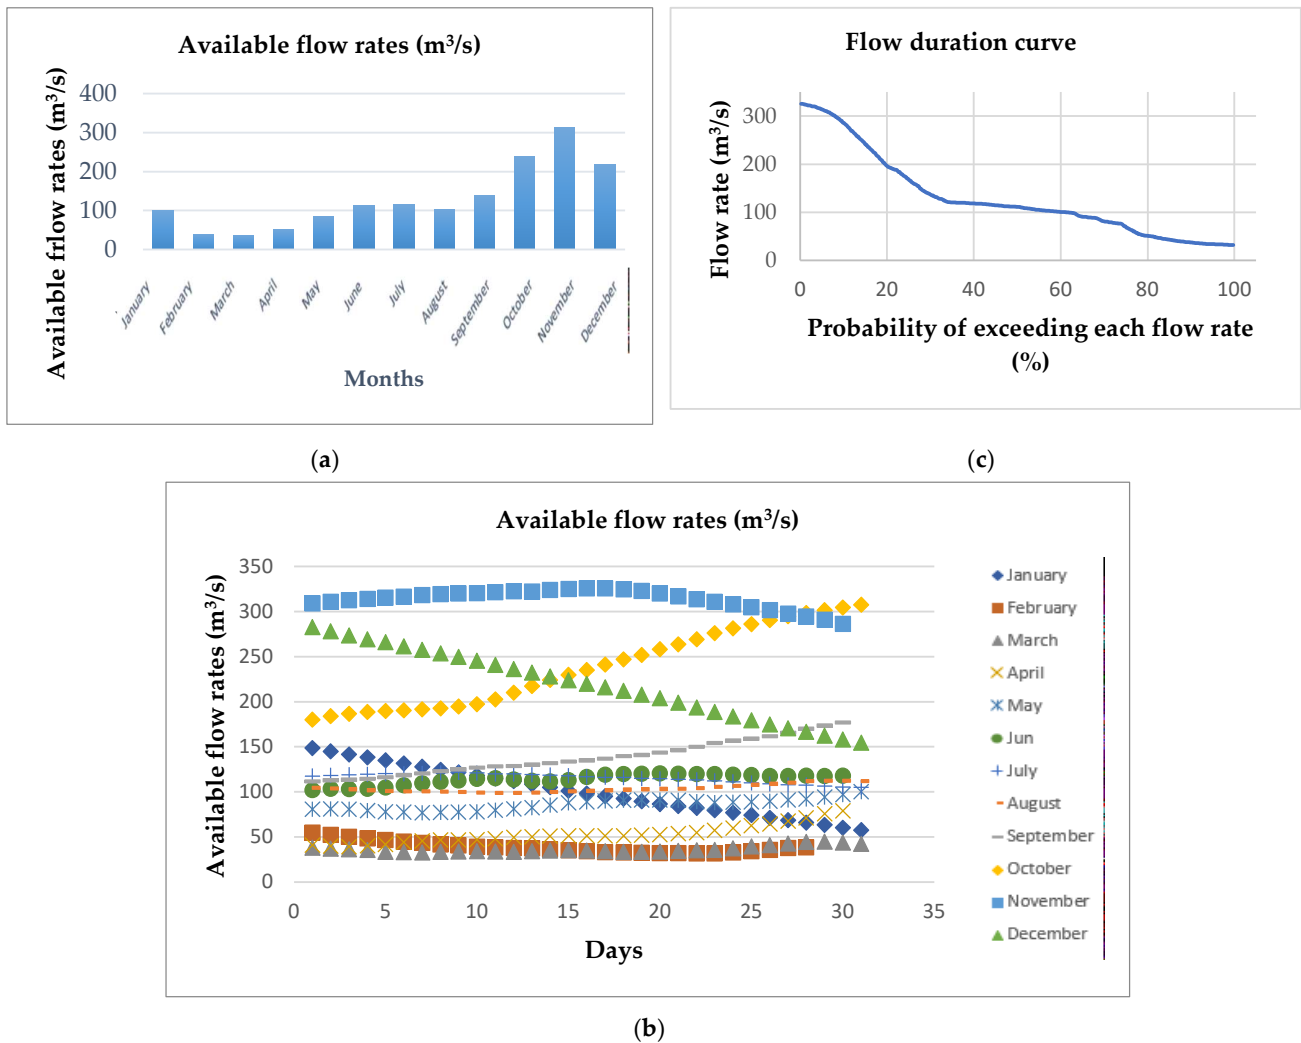 Available flow rates (m³/s)
Available frlow rates (m³/s)
400
300
200
100
0
January
February
March
April
May
June
July
August
September
October
November
December
Months
(a)
Flow duration curve
Flow rate (m³/s)
300
200
100
0
0 20 40 60 80 100
Probability of exceeding each flow rate
(%)
(c)
Available flow rates (m³/s)
Available flow rates (m³/s)
350
300
250
200
150
100
50
0
0 5 10 15 20 25 30 35
Days
January
February
March
April
May
Jun
July
August
September
October
November
December
(b)